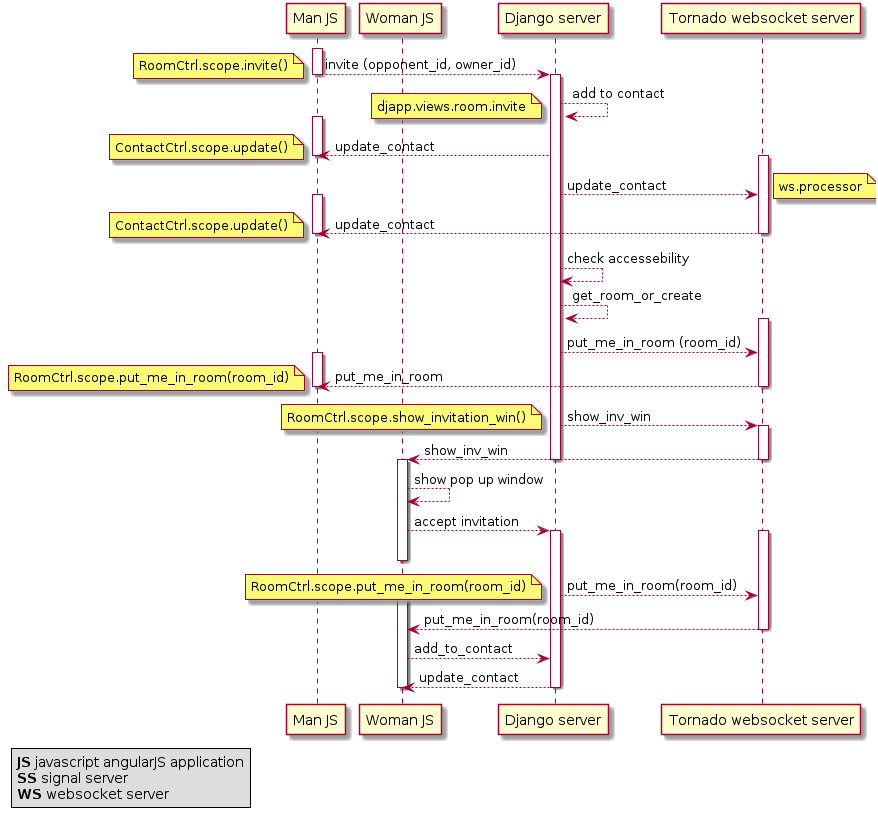 Man JS
Woman JS
Django server
Tornado websocket server
RoomCtrl.scope.invite()
invite (opponent_id, owner_id)
djapp.views.room.invite
add to contact
ContactCtrl.scope.update()
update_contact
update_contact
ws.processor
ContactCtrl.scope.update()
update_contact
check accessebility
get_room_or_create
put_me_in_room (room_id)
RoomCtrl.scope.put_me_in_room(room_id)
put_me_in_room
RoomCtrl.scope.show_invitation_win()
show_inv_win
show_inv_win
show pop up window
accept invitation
RoomCtrl.scope.put_me_in_room(room_id)
put_me_in_room(room_id)
put_me_in_room(room_id)
add_to_contact
update_contact
Man JS
Woman JS
Django server
Tornado websocket server
JS javascript angularJS application
SS signal server
WS websocket server